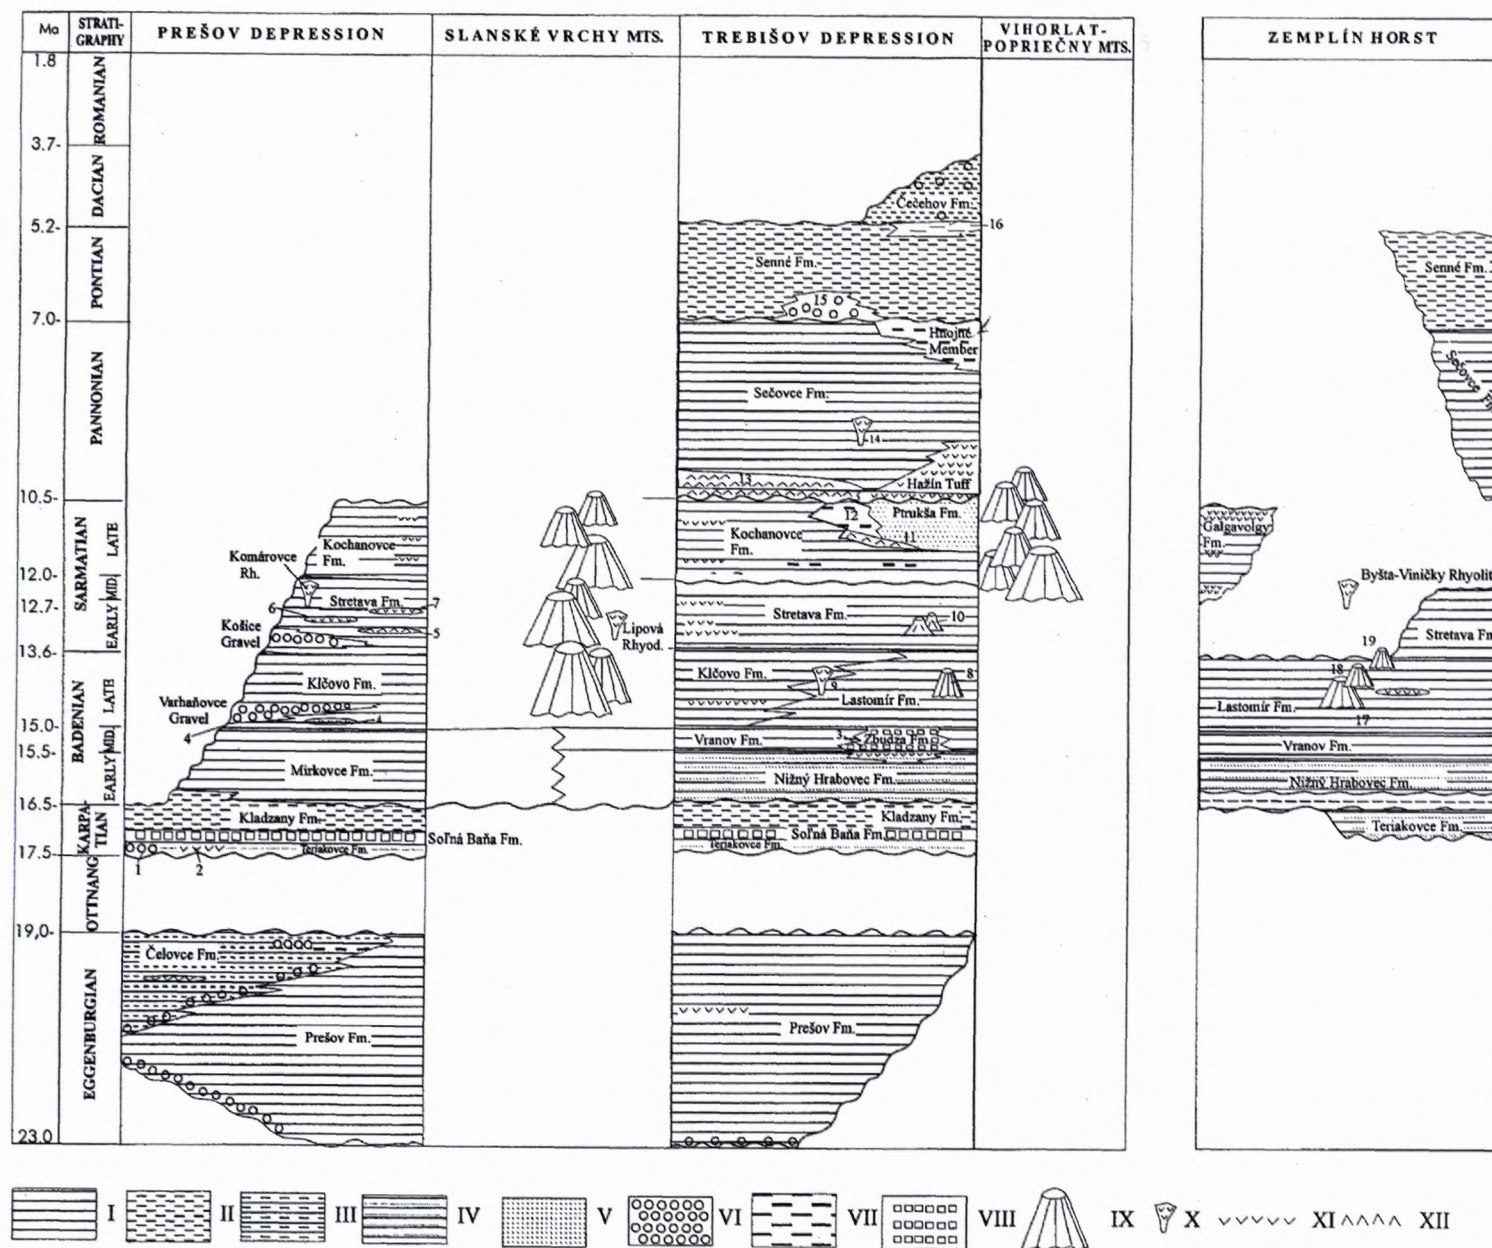 Ma
STRATI-
GRAPHY
PREŠOV DEPRESSION
SLANSKÉ VRCHY MTS.
TREBIŠOV DEPRESSION
VIHORLAT-
POPRIEČNY MTS.
ZEMPLÍN HORST
1.8
3.7-
5.2-
7.0-
10.5-
12.0-
12.7-
13.6-
15.0-
15.5-
16.5-
17.5-
19,0-
23.0
ROMANIAN
DACIAN
PONTIAN
PANNONIAN
SARMATIAN
LATE
MID.
EARLY
BADENIAN
LATE
MID.
EARLY
KARPA-
TIAN
OTTNANG
EGGENBURGIAN
Kochanovce
Fm.
Komárovce
Rh.
Stretava Fm.
7
6
Košice
Gravel
5
Klčovo Fm.
Varhaňovce
Gravel
4
4
Mirkovce Fm.
Kladzany Fm.
Soľná Baňa Fm.
Teriakovce Fm.
1
2
Čelovce Fm.
Prešov Fm.
Lipová
Rhyod.
Čečehov Fm.
16
Senné Fm.
15
Hnojné
Member
Sečovce Fm.
14
13
Hažín Tuff
12
Ptrukša Fm.
11
Kochanovce
Fm.
Stretava Fm.
10
Klčovo Fm.
9
8
Lastomír Fm.
Vranov Fm.
3
Zbudza Fm.
Nižný Hrabovec Fm.
Kladzany Fm.
Soľná Baňa Fm.
Teriakovce Fm.
Prešov Fm.
Senné Fm.
Sečovce Fm.
Galgavolgy
Fm.
Byšta-Viničky Rhyolit
Stretava Fm
19
18
Lastomír Fm.
17
Vranov Fm.
Nižný Hrabovec Fm.
Teriakovce Fm.
I II III IV V VI VII VIII IX X XI XII